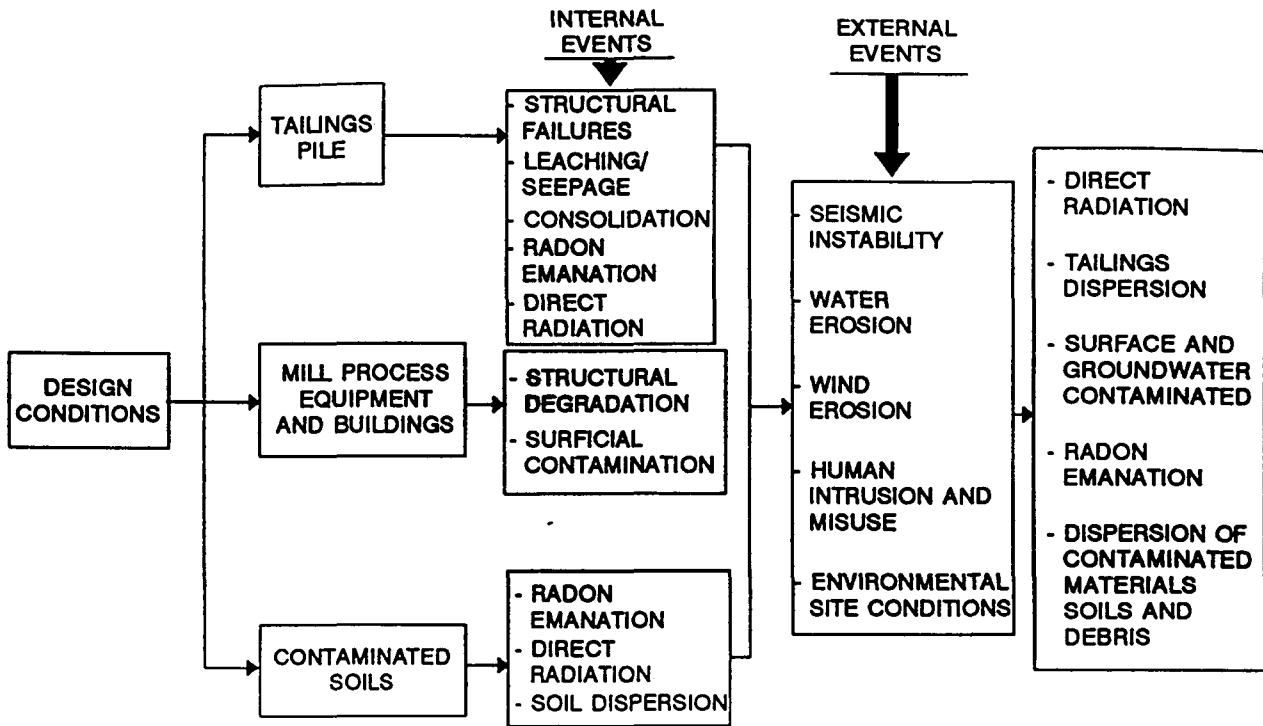 INTERNAL
EVENTS
EXTERNAL
EVENTS
TAILINGS
PILE
- STRUCTURAL
FAILURES
- LEACHING/
SEEPAGE
- CONSOLIDATION
- RADON
EMANATION
- DIRECT
RADIATION
DESIGN
CONDITIONS
MILL PROCESS
EQUIPMENT
AND BUILDINGS
- STRUCTURAL
DEGRADATION
- SURFICIAL
CONTAMINATION
CONTAMINATED
SOILS
- RADON
EMANATION
- DIRECT
RADIATION
- SOIL DISPERSION
- SEISMIC
INSTABILITY
- WATER
EROSION
- WIND
EROSION
- HUMAN
INTRUSION AND
MISUSE
- ENVIRONMENTAL
SITE CONDITIONS
- DIRECT
RADIATION
- TAILINGS
DISPERSION
- SURFACE AND
GROUNDWATER
CONTAMINATED
- RADON
EMANATION
- DISPERSION OF
CONTAMINATED
MATERIALS
SOILS AND
DEBRIS